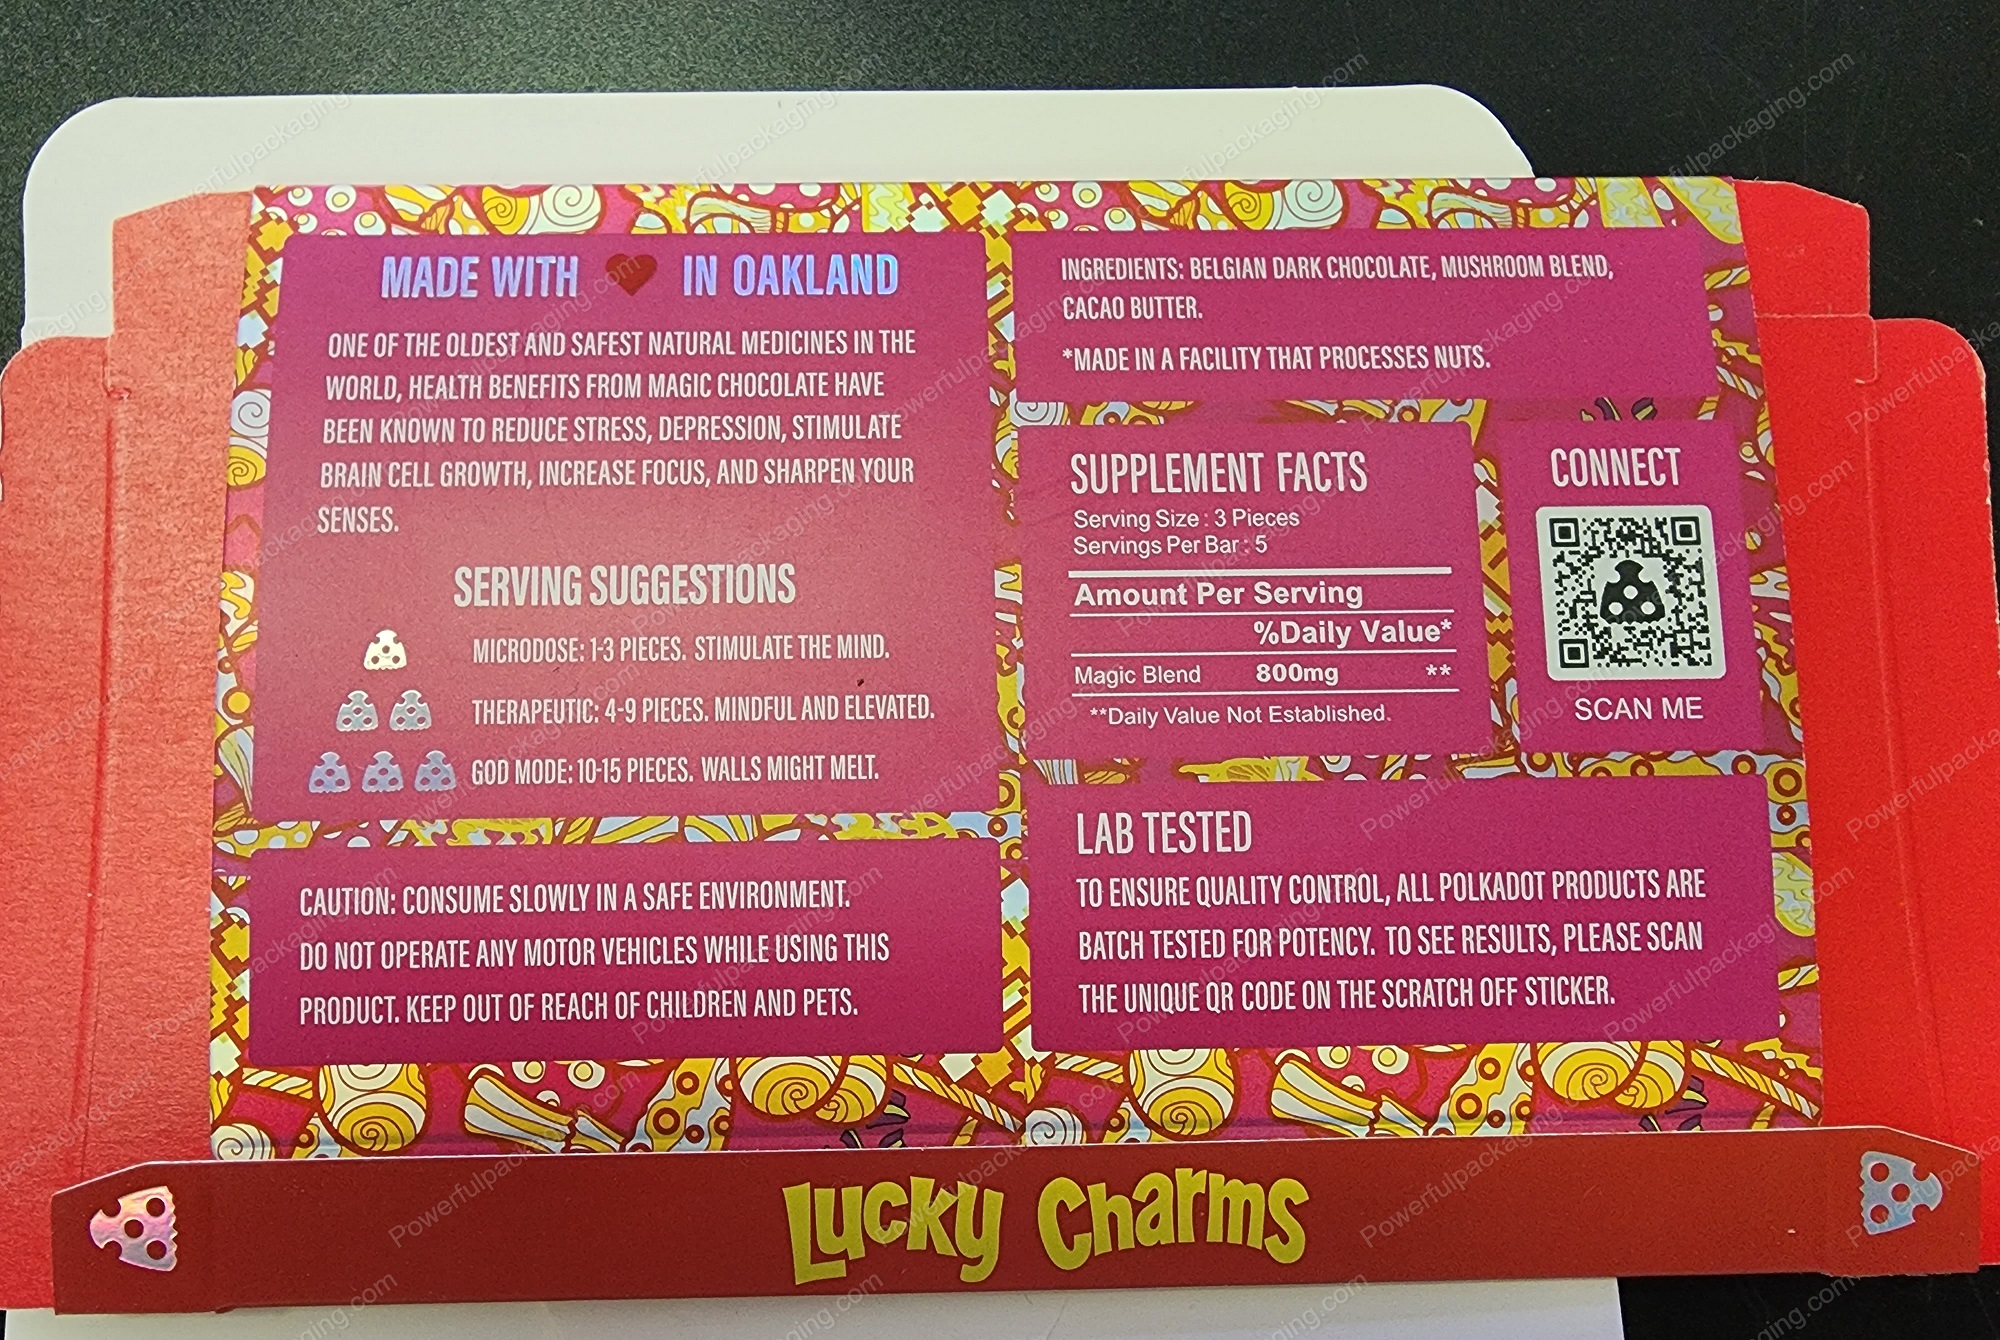 MADE WITH ❤ IN OAKLAND
ONE OF THE OLDEST AND SAFEST NATURAL MEDICINES IN THE
WORLD, HEALTH BENEFITS FROM MAGIC CHOCOLATE HAVE
BEEN KNOWN TO REDUCE STRESS, DEPRESSION, STIMULATE
BRAIN CELL GROWTH, INCREASE FOCUS, AND SHARPEN YOUR
SENSES.
SERVING SUGGESTIONS
MICRODOSE: 1-3 PIECES. STIMULATE THE MIND.
THERAPEUTIC: 4-9 PIECES. MINDFUL AND ELEVATED.
GOD MODE: 10-15 PIECES. WALLS MIGHT MELT.
CAUTION: CONSUME SLOWLY IN A SAFE ENVIRONMENT.
DO NOT OPERATE ANY MOTOR VEHICLES WHILE USING THIS
PRODUCT. KEEP OUT OF REACH OF CHILDREN AND PETS.
INGREDIENTS: BELGIAN DARK CHOCOLATE, MUSHROOM BLEND,
CACAO BUTTER.
*MADE IN A FACILITY THAT PROCESSES NUTS.
SUPPLEMENT FACTS
Serving Size : 3 Pieces
Servings Per Bar : 5
Amount Per Serving
%Daily Value*
Magic Blend 800mg **
**Daily Value Not Established.
CONNECT
SCAN ME
LAB TESTED
TO ENSURE QUALITY CONTROL, ALL POLKADOT PRODUCTS ARE
BATCH TESTED FOR POTENCY. TO SEE RESULTS, PLEASE SCAN
THE UNIQUE QR CODE ON THE SCRATCH OFF STICKER.
Lucky Charms
Powerfulpackaging.com